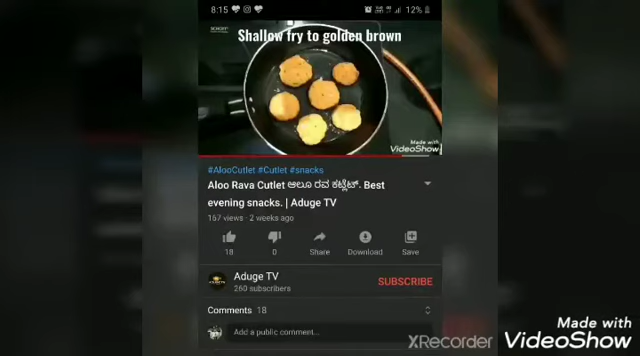 8:15
12%
Shallow fry to golden brown
Made with
VideoShow
#AlooCutlet #Cutlet #snacks
Aloo Rava Cutlet ಆಲೂ ರವ ಕಟ್ಲೆಟ್. Best
evening snacks. | Aduge TV
167 views · 2 weeks ago
18
0
Share
Download
Save
Aduge TV
260 subscribers
SUBSCRIBE
Comments 18
Add a public comment...
XRecorder
Made with
VideoShow